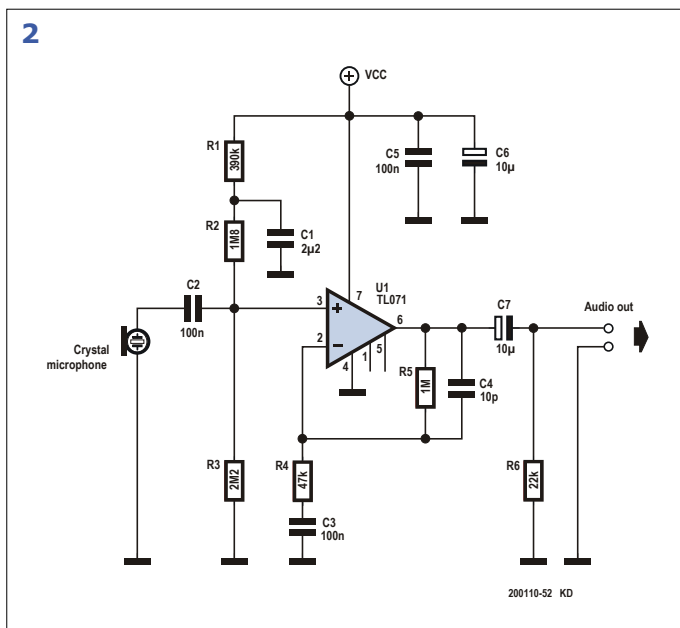 2
VCC
R1
390k
C5
100n
C6
10µ
R2
1M8
C1
2µ2
U1
TL071
C2
100n
3
+
7
6
C7
10µ
Audio out
Crystal
microphone
2
–
4
1
5
R5
1M
C4
10p
R3
2M2
R4
47k
R6
22k
C3
100n
200110-52 KD